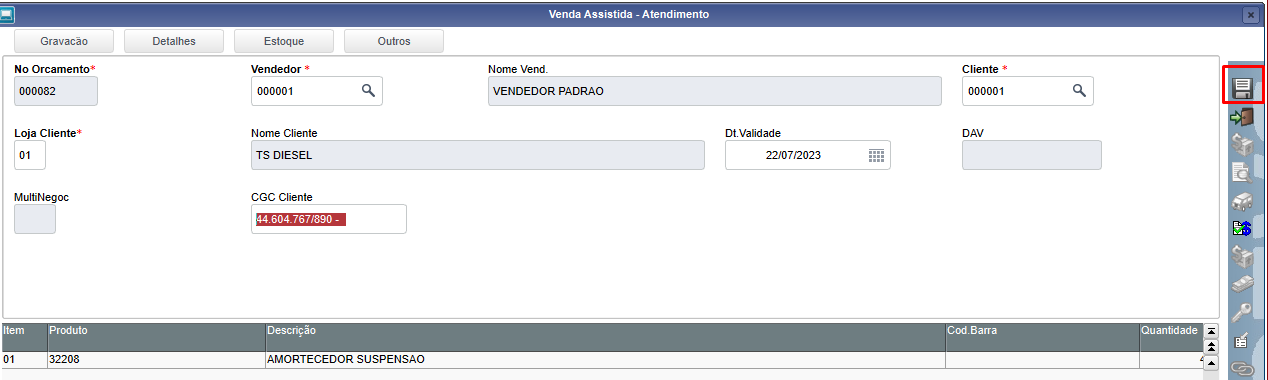 Venda Assistida - Atendimento
Gravacão Detalhes Estoque Outros
No Orcamento* Vendedor * Nome Vend. Cliente *
000082 000001 VENDEDOR PADRAO 000001
Loja Cliente* Nome Cliente Dt.Validade DAV
01 TS DIESEL 22/07/2023
MultiNegoc CGC Cliente
44.604.767/890 -
Item Produto Descrição Cod.Barra Quantidade
01 32208 AMORTECEDOR SUSPENSAO